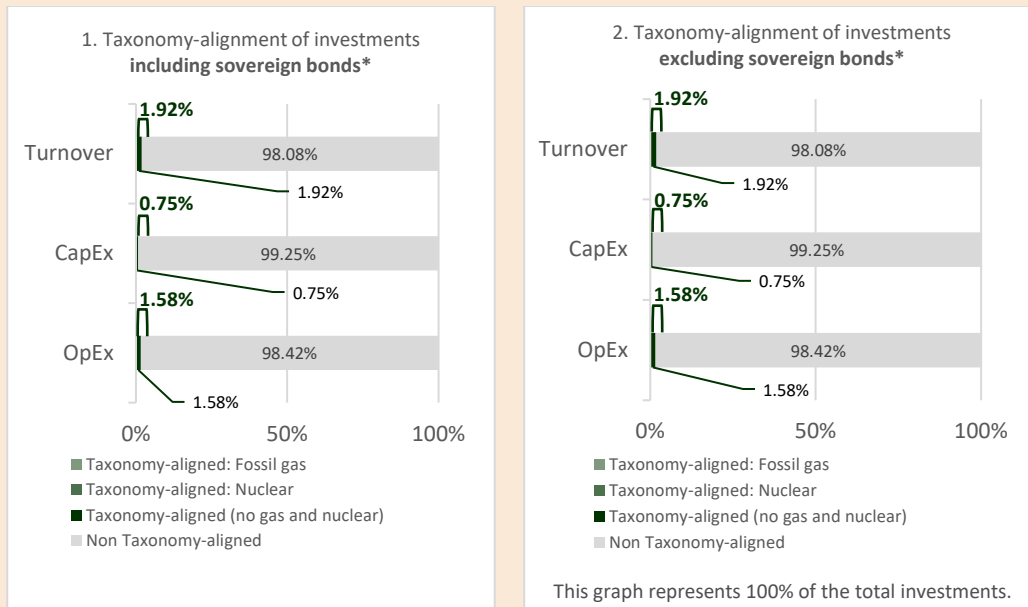 1. Taxonomy-alignment of investments
including sovereign bonds*
1.92%
Turnover
98.08%
1.92%
0.75%
CapEx
99.25%
0.75%
1.58%
OpEx
98.42%
1.58%
0%
50%
100%
Taxonomy-aligned: Fossil gas
Taxonomy-aligned: Nuclear
Taxonomy-aligned (no gas and nuclear)
Non Taxonomy-aligned
2. Taxonomy-alignment of investments
excluding sovereign bonds*
1.92%
Turnover
98.08%
1.92%
0.75%
CapEx
99.25%
0.75%
1.58%
OpEx
98.42%
1.58%
0%
50%
100%
Taxonomy-aligned: Fossil gas
Taxonomy-aligned: Nuclear
Taxonomy-aligned (no gas and nuclear)
Non Taxonomy-aligned
This graph represents 100% of the total investments.